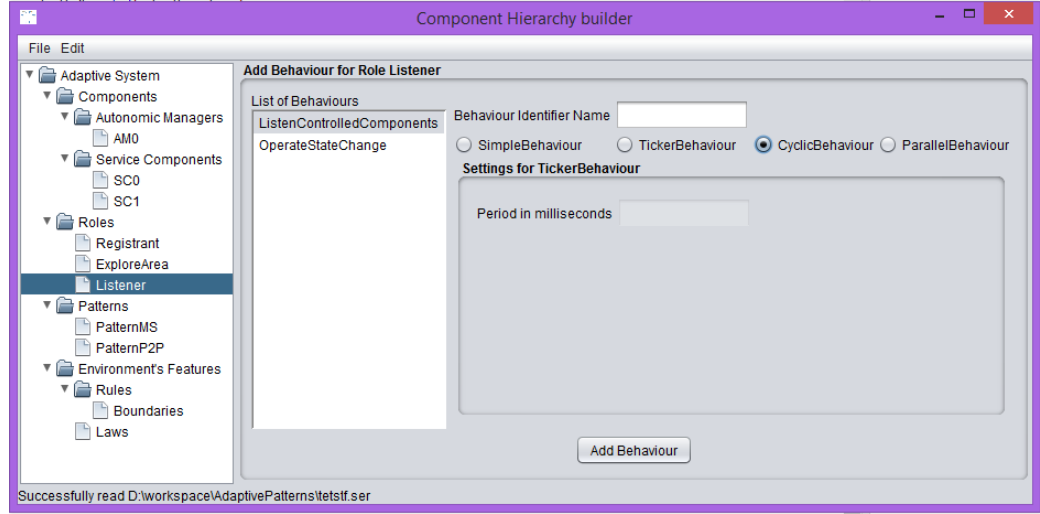 Component Hierarchy builder
File Edit
Adaptive System
Components
Autonomic Managers
AM0
Service Components
SC0
SC1
Roles
Registrant
ExploreArea
Listener
Patterns
PatternMS
PatternP2P
Environment's Features
Rules
Boundaries
Laws
Add Behaviour for Role Listener
List of Behaviours
ListenControlledComponents
OperateStateChange
Behaviour Identifier Name
SimpleBehaviour TickerBehaviour CyclicBehaviour ParallelBehaviour
Settings for TickerBehaviour
Period in milliseconds
Add Behaviour
Successfully read D:\workspace\AdaptivePatterns\tetstf.ser